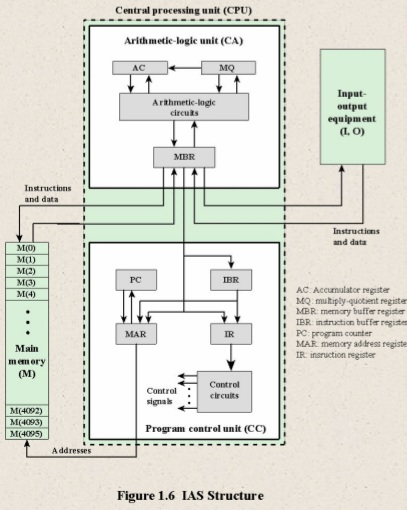 Central processing unit (CPU)
Arithmetic-logic unit (CA)
AC
MQ
Arithmetic-logic
circuits
MBR
Input-
output
equipment
(I, O)
Instructions
and data
Instructions
and data
M(0)
M(1)
M(2)
M(3)
M(4)
Main
memory
(M)
M(4092)
M(4093)
M(4095)
PC
IBR
MAR
IR
Control
signals
Control
circuits
Program control unit (CC)
Addresses
AC: Accumulator register
MQ: multiply-quotient register
MBR: memory buffer register
IBR: instruction buffer register
PC: program counter
MAR: memory address register
IR: insruction register
Figure 1.6 IAS Structure